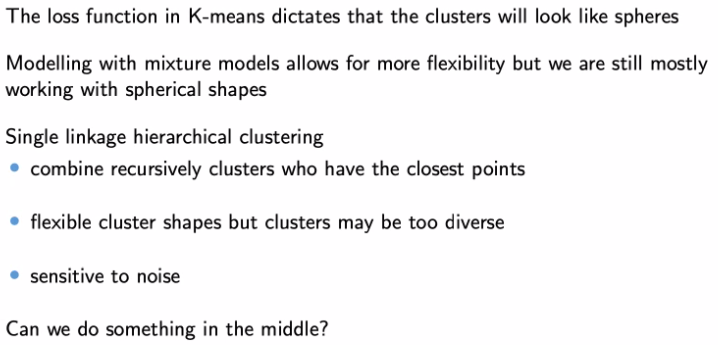 The loss function in K-means dictates that the clusters will look like spheres
Modelling with mixture models allows for more flexibility but we are still mostly
working with spherical shapes
Single linkage hierarchical clustering
• combine recursively clusters who have the closest points
• flexible cluster shapes but clusters may be too diverse
• sensitive to noise
Can we do something in the middle?